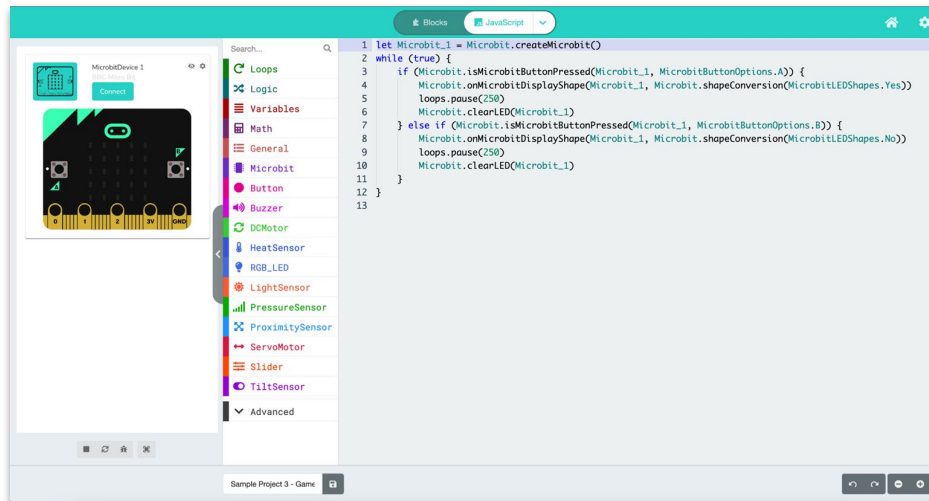 Blocks
JavaScript
MicrobitDevice 1
BBC Micro Bit
Connect
A
B
0 1 2 3V GND
Search...
Loops
Logic
Variables
Math
General
Microbit
Button
Buzzer
DCMotor
HeatSensor
RGB_LED
LightSensor
PressureSensor
ProximitySensor
ServoMotor
Slider
TiltSensor
Advanced
1 let Microbit_1 = Microbit.createMicrobit()
2 while (true) {
3 if (Microbit.isMicrobitButtonPressed(Microbit_1, MicrobitButtonOptions.A)) {
4 Microbit.onMicrobitDisplayShape(Microbit_1, Microbit.shapeConversion(MicrobitLEDShapes.Yes))
5 loops.pause(250)
6 Microbit.clearLED(Microbit_1)
7 } else if (Microbit.isMicrobitButtonPressed(Microbit_1, MicrobitButtonOptions.B)) {
8 Microbit.onMicrobitDisplayShape(Microbit_1, Microbit.shapeConversion(MicrobitLEDShapes.No))
9 loops.pause(250)
10 Microbit.clearLED(Microbit_1)
11 }
12 }
13
Sample Project 3 - Game